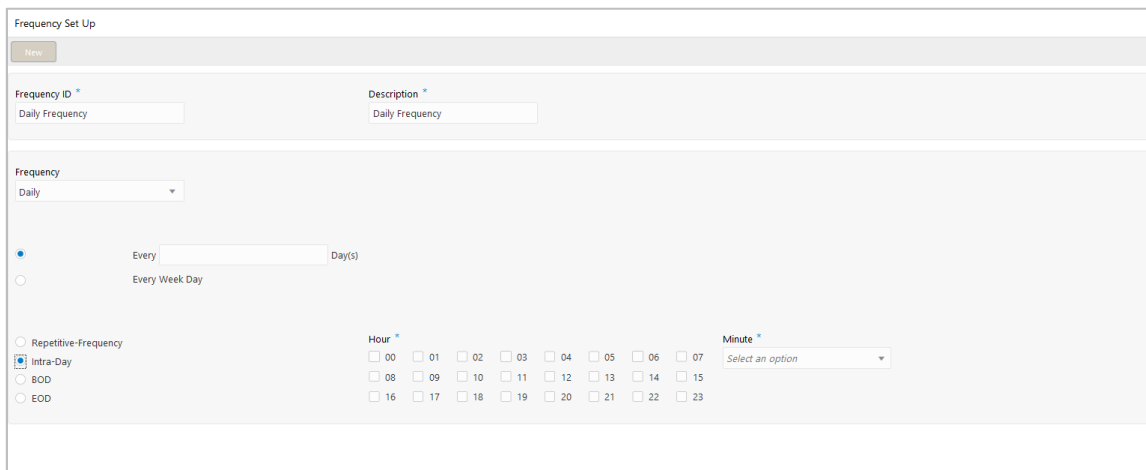 Frequency Set Up
New
Frequency ID * Description *
Daily Frequency Daily Frequency
Frequency
Daily
Every Day(s)
Every Week Day
Repetitive-Frequency
Intra-Day
BOD
EOD
Hour *
00 01 02 03 04 05 06 07
08 09 10 11 12 13 14 15
16 17 18 19 20 21 22 23
Minute *
Select an option